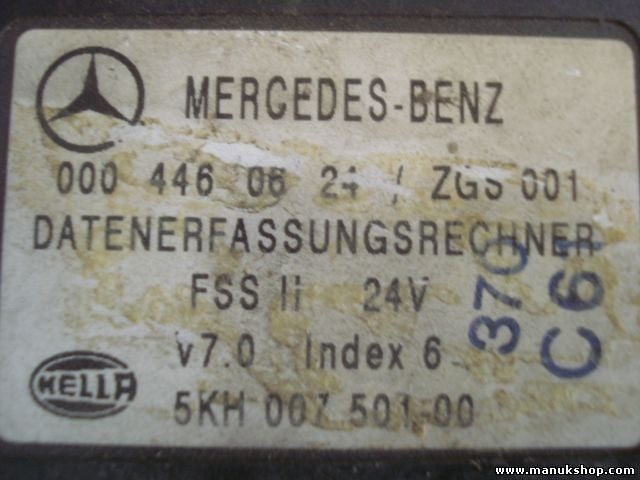 MERCEDES-BENZ
000 446 06 24 / ZGS 001
DATENERFASSUNGSRECHNER
FSS II 24V
v7.0 Index 6
HELLA
5KH 007 501-00
C61
www.manukshop.com